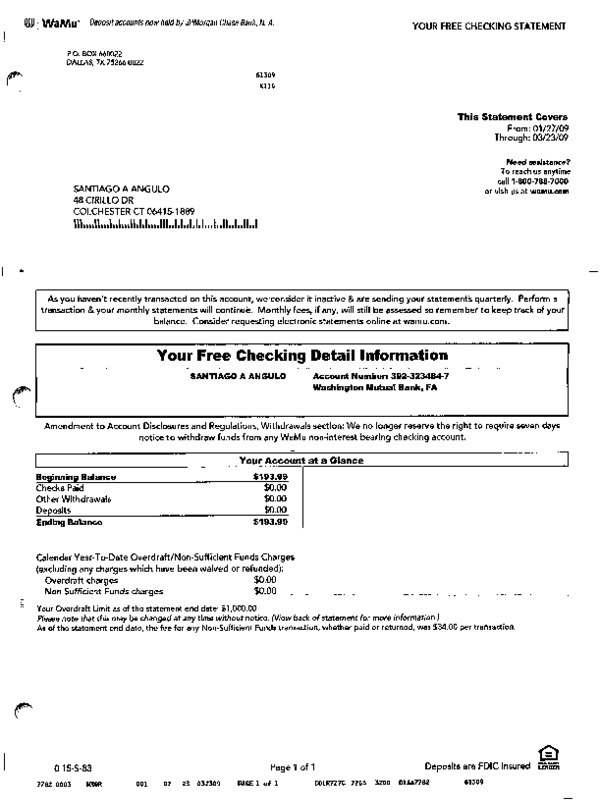 WaMu Deposit accounts now held by JPMorgan Chase Bank, N. A.
YOUR FREE CHECKING STATEMENT
P.O. BOX 660022
DALLAS, TX 75266-0022
61309
This Statement Covers
From: 01/27/09
Through: 03/23/09
Need assistance?
To reach us anytime
call 1-800-788-7000
or visit us at wamu.com
SANTIAGO A ANGULO
48 CIRILLO DR
COLCHESTER CT 06415-1889
As you haven't recently transacted on this account, we consider it inactive & are sending your statements quarterly. Perform a
transaction & your monthly statements will continue. Monthly fees, if any, will still be assessed so remember to keep track of your
balance. Consider requesting electronic statements online at wamu.com.
Your Free Checking Detail Information
SANTIAGO A ANGULO Account Number: 392-323484-7
Washington Mutual Bank, FA
Amendment to Account Disclosures and Regulations, Withdrawals section: We no longer reserve the right to require seven days
notice to withdraw funds from any WaMu non-interest bearing checking account.
Your Account at a Glance
Beginning Balance $193.99
Checks Paid $0.00
Other Withdrawals $0.00
Deposits $0.00
Ending Balance $193.99
Calendar Year-To-Date Overdraft/Non-Sufficient Funds Charges
(excluding any charges which have been waived or refunded):
Overdraft charges $0.00
Non Sufficient Funds charges $0.00
Your Overdraft Limit as of the statement end date: $1,000.00
Please note that this may be changed at any time without notice. (View back of statement for more information.)
As of the statement end date, the fee for any Non-Sufficient Funds transaction, whether paid or returned, was $34.00 per transaction.
0 15-S-83 Page 1 of 1 Deposits are FDIC Insured
7782 0003 001 07 23 032309 PAGE 1 of 1 3200 61309